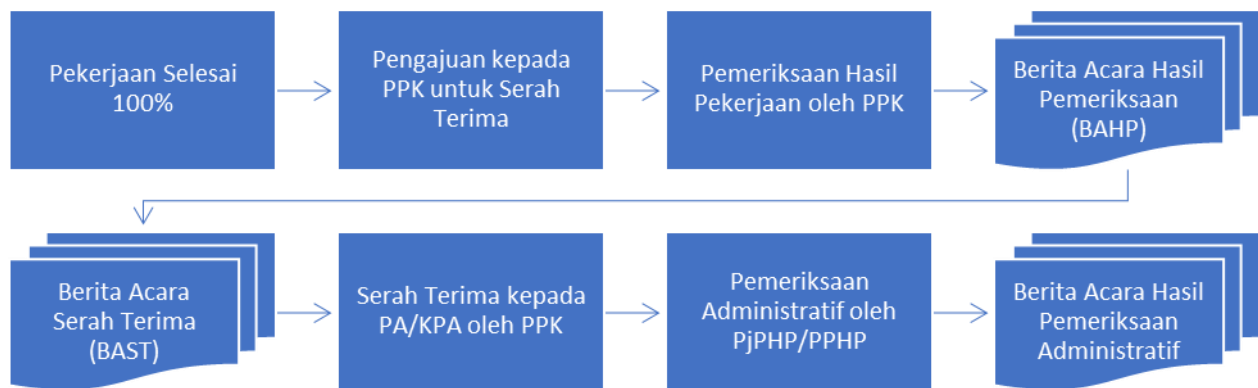 Pekerjaan Selesai
100%
Pengajuan kepada
PPK untuk Serah
Terima
Pemeriksaan Hasil
Pekerjaan oleh PPK
Berita Acara Hasil
Pemeriksaan
(BAHP)
Berita Acara
Serah Terima
(BAST)
Serah Terima kepada
PA/KPA oleh PPK
Pemeriksaan
Administratif oleh
PjPHP/PPHP
Berita Acara Hasil
Pemeriksaan
Administratif